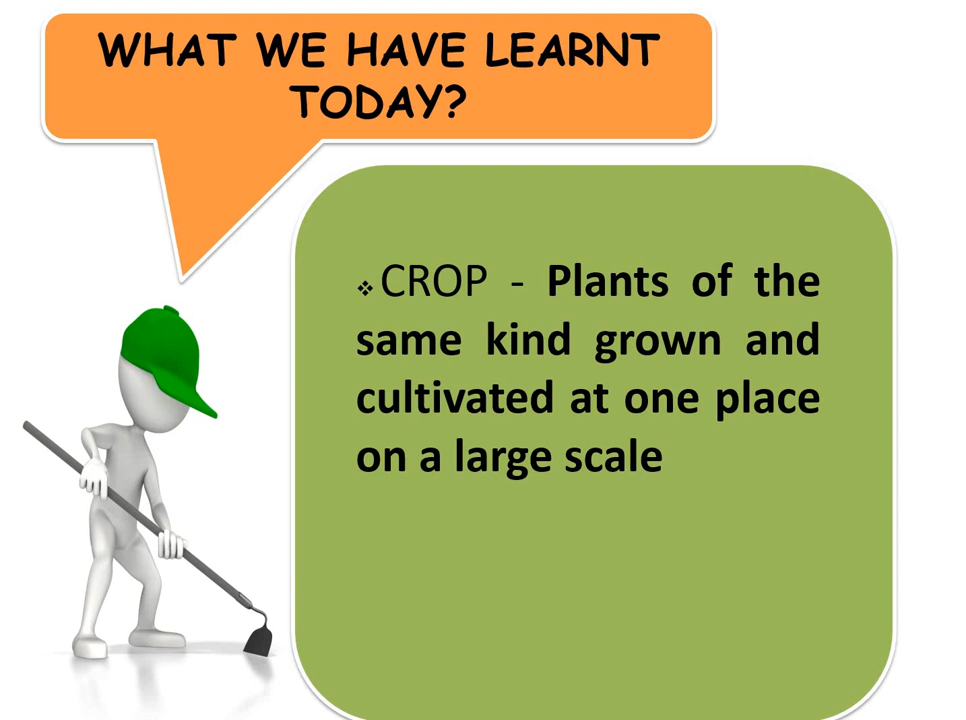 WHAT WE HAVE LEARNT
TODAY?
❖CROP - Plants of the
same kind grown and
cultivated at one place
on a large scale